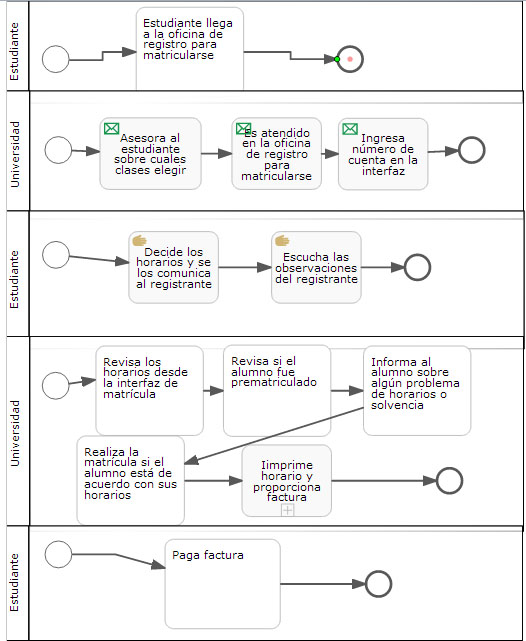 Estudiante
Estudiante llega
a la oficina de
registro para
matricularse
Universidad
Asesora al
estudiante
sobre cuales
clases elegir
Es atendido
en la oficina
de registro
para
matricularse
Ingresa
número de
cuenta en la
interfaz
Estudiante
Decide los
horarios y se
los comunica
al registrante
Escucha las
observaciones
del registrante
Universidad
Revisa los
horarios desde
la interfaz de
matrícula
Revisa si el
alumno fue
prematriculado
Informa al
alumno sobre
algún problema
de horarios o
solvencia
Realiza la
matrícula si el
alumno está de
acuerdo con sus
horarios
Iimprime
horario y
proporciona
factura
Estudiante
Paga factura